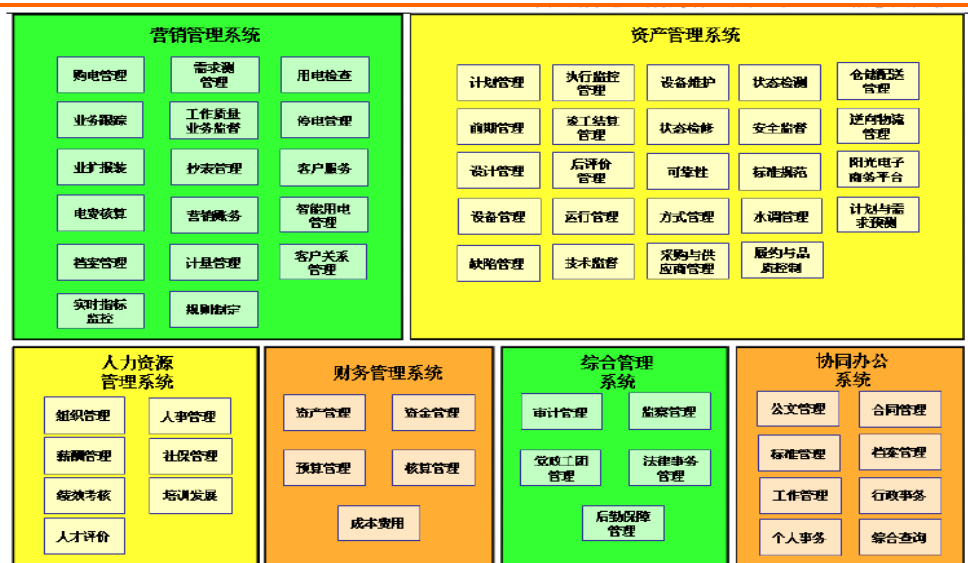 营销管理系统
购电管理
需求测
管理
用电检查
业务跟踪
工作质量
业务监督
停电管理
业扩报装
抄表管理
客户服务
电费核算
营销账务
智能用电
管理
档案管理
计量管理
客户关系
管理
实时指标
监控
规则制定
资产管理系统
计划管理
执行监控
管理
设备维护
状态检测
仓储配送
管理
前期管理
竣工结算
管理
状态检修
安全监督
逆向物流
管理
设计管理
后评价
管理
可靠性
标准规范
阳光电子
商务平台
设备管理
运行管理
方式管理
水调管理
计划与需
求预测
缺陷管理
技术监督
采购与供
应商管理
履约与品
质控制
人力资源
管理系统
组织管理
人事管理
薪酬管理
社保管理
绩效考核
培训发展
人才评价
财务管理系统
资产管理
资金管理
预算管理
核算管理
成本费用
综合管理
系统
审计管理
监察管理
党政工团
管理
法律事务
管理
后勤保障
管理
协同办公
系统
公文管理
合同管理
标准管理
档案管理
工作管理
行政事务
个人事务
综合查询